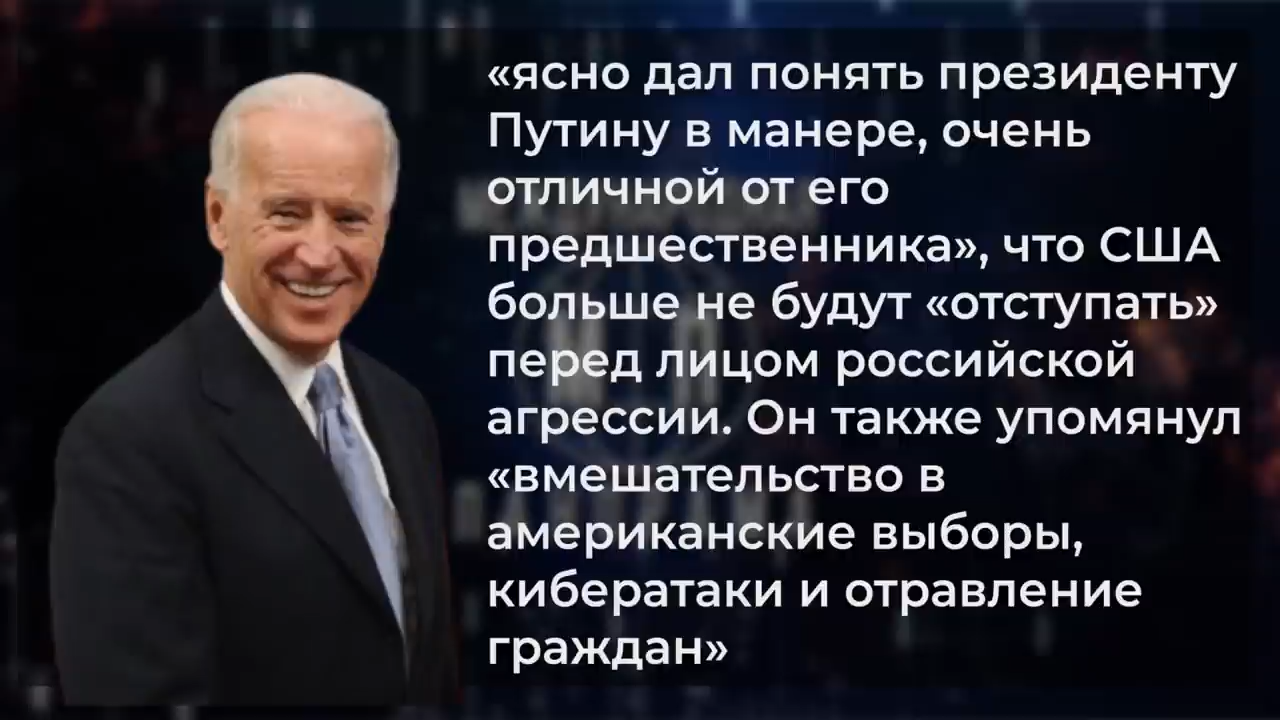 «ясно дал понять президенту
Путину в манере, очень
отличной от его
предшественника», что США
больше не будут «отступать»
перед лицом российской
агрессии. Он также упомянул
«вмешательство в
американские выборы,
кибератаки и отравление
граждан»